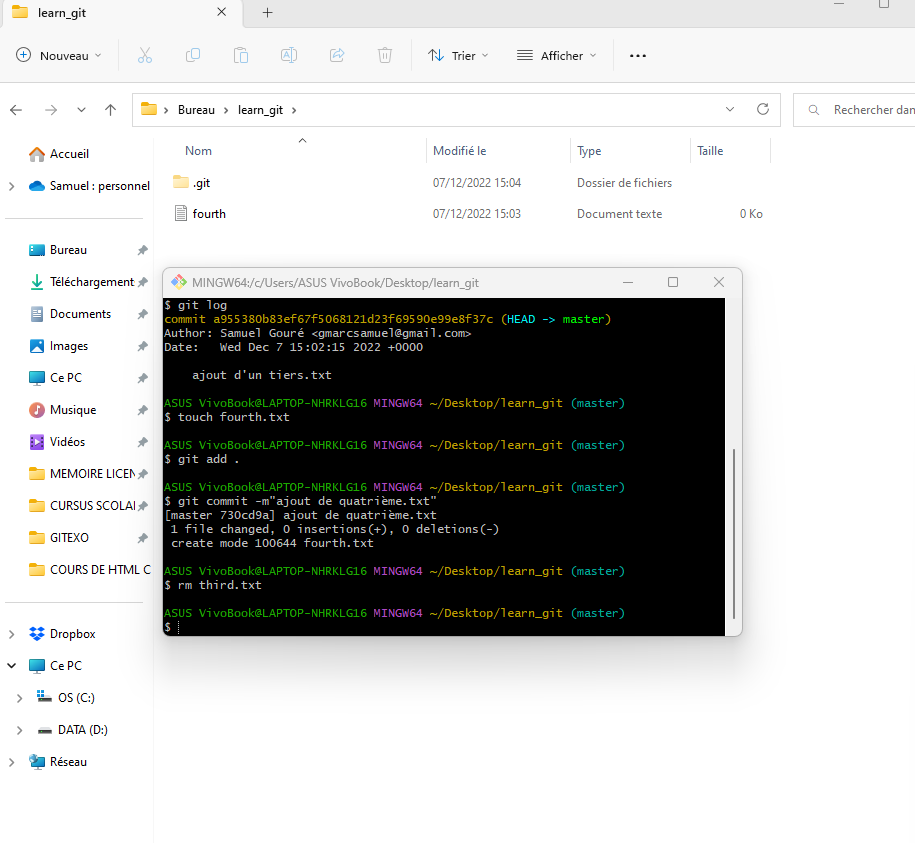 learn_git
Nouveau
Trier
Afficher
Bureau
learn_git
Rechercher dan
Nom
Modifié le
Type
Taille
.git
07/12/2022 15:04
Dossier de fichiers
fourth
07/12/2022 15:03
Document texte
0 Ko
Accueil
Samuel : personnel
Bureau
Téléchargement
Documents
Images
Ce PC
Musique
Vidéos
MEMOIRE LICEN
CURSUS SCOLAI
GITEXO
COURS DE HTML C
Dropbox
Ce PC
OS (C:)
DATA (D:)
Réseau
MINGW64:/c/Users/ASUS VivoBook/Desktop/learn_git
$ git log
commit a955380b83ef67f5068121d23f69590e99e8f37c (HEAD -> master)
Author: Samuel Gouré <gmarcsamuel@gmail.com>
Date:   Wed Dec 7 15:02:15 2022 +0000
ajout d'un tiers.txt
ASUS VivoBook@LAPTOP-NHRKLG16 MINGW64 ~/Desktop/learn_git (master)
$ touch fourth.txt
ASUS VivoBook@LAPTOP-NHRKLG16 MINGW64 ~/Desktop/learn_git (master)
$ git add .
ASUS VivoBook@LAPTOP-NHRKLG16 MINGW64 ~/Desktop/learn_git (master)
$ git commit -m"ajout de quatrième.txt"
[master 730cd9a] ajout de quatrième.txt
1 file changed, 0 insertions(+), 0 deletions(-)
create mode 100644 fourth.txt
ASUS VivoBook@LAPTOP-NHRKLG16 MINGW64 ~/Desktop/learn_git (master)
$ rm third.txt
ASUS VivoBook@LAPTOP-NHRKLG16 MINGW64 ~/Desktop/learn_git (master)
$